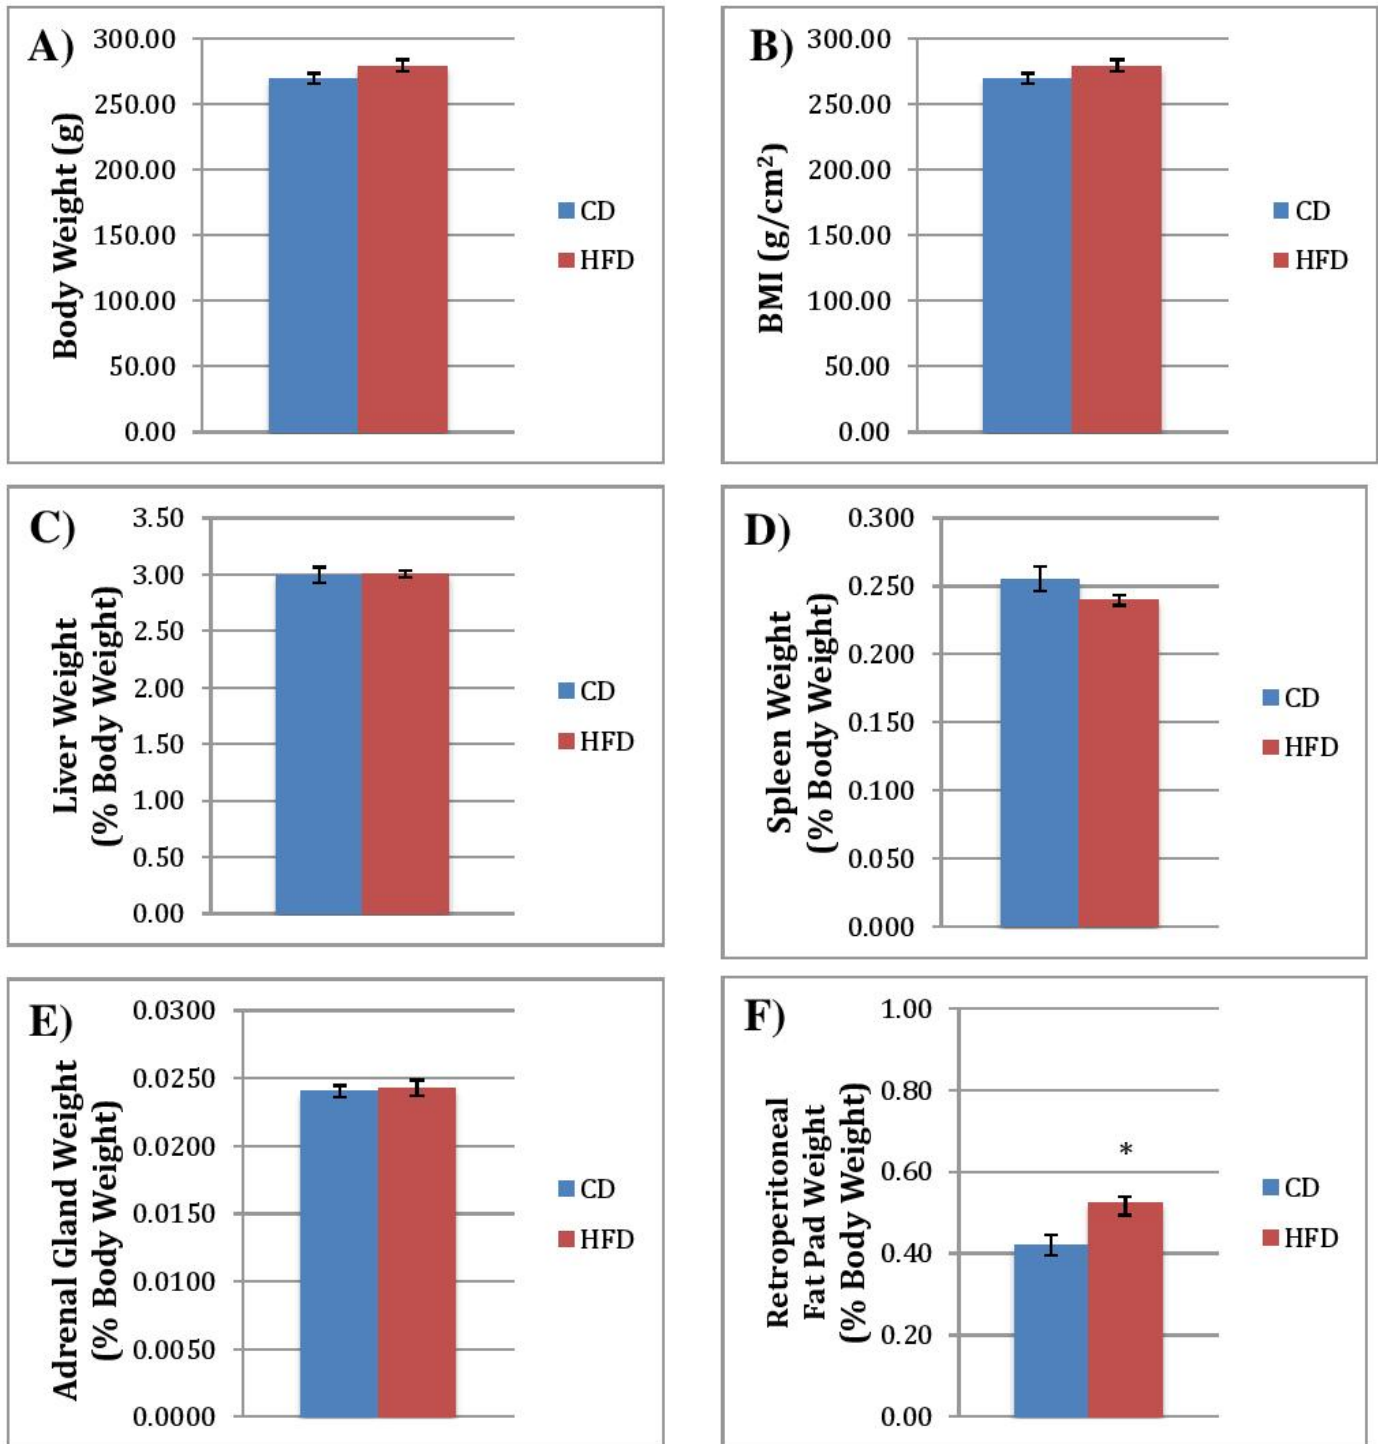 A)
Body Weight (g)
300.00
250.00
200.00
150.00
100.00
50.00
0.00
CD
HFD
B)
BMI (g/cm²)
300.00
250.00
200.00
150.00
100.00
50.00
0.00
CD
HFD
C)
Liver Weight
(% Body Weight)
3.50
3.00
2.50
2.00
1.50
1.00
0.50
0.00
CD
HFD
D)
Spleen Weight
(% Body Weight)
0.300
0.250
0.200
0.150
0.100
0.050
0.000
CD
HFD
E)
Adrenal Gland Weight
(% Body Weight)
0.0300
0.0250
0.0200
0.0150
0.0100
0.0050
0.0000
CD
HFD
F)
Retroperitoneal
Fat Pad Weight
(% Body Weight)
1.00
0.80
0.60
0.40
0.20
0.00
*
CD
HFD